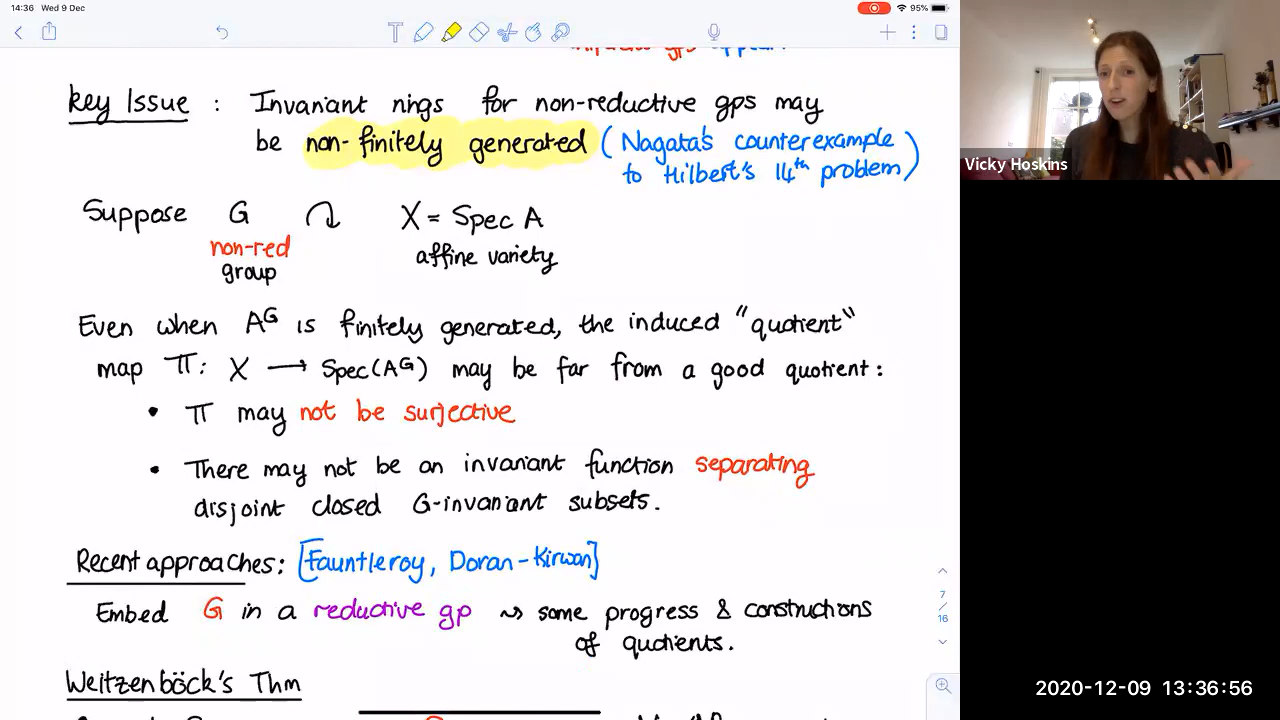 14:36 Wed 9 Dec
95%
Key Issue : Invariant rings for non-reductive gps may
be non-finitely generated (Nagata's counterexample
to Hilbert's 14th problem)
Vicky Hoskins
Suppose G ↷ X = Spec A
non-red
group
affine variety
Even when A^G is finitely generated, the induced "quotient"
map π: X → Spec(A^G) may be far from a good quotient:
• π may not be surjective
• There may not be an invariant function separating
disjoint closed G-invariant subsets.
Recent approaches: [Fauntleroy, Doran-Kirwan]
Embed G in a reductive gp ⇝ some progress & constructions
of quotients.
7
/
16
Weitzenböck's Thm
2020-12-09 13:36:56